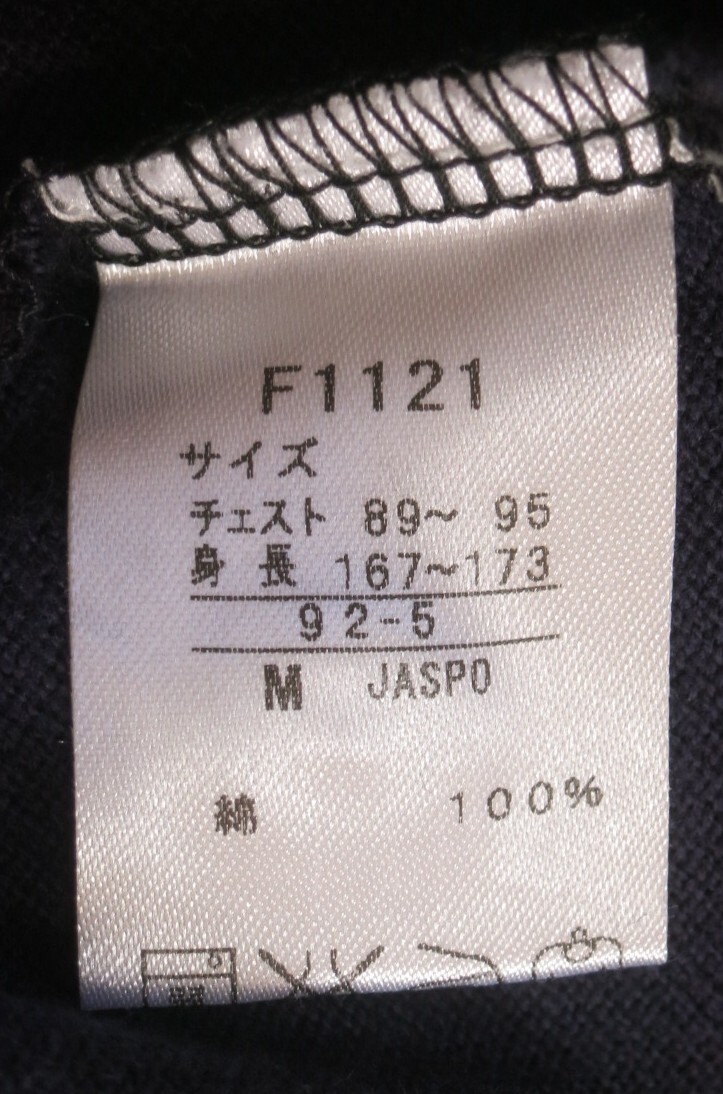 F1121
サイズ
チェスト 89～ 95
身 長 167～173
92-5
M JASPO
綿 100%